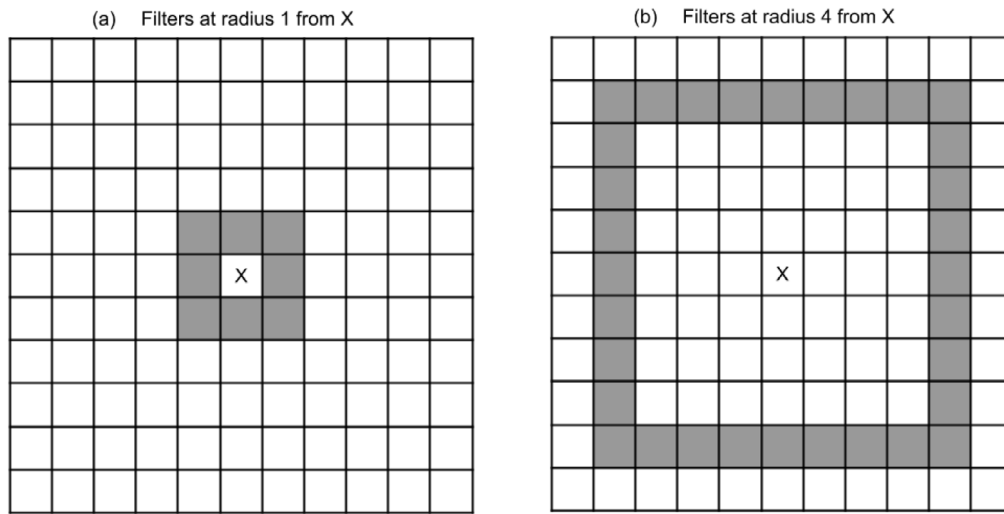 (a) Filters at radius 1 from X
X
(b) Filters at radius 4 from X
X